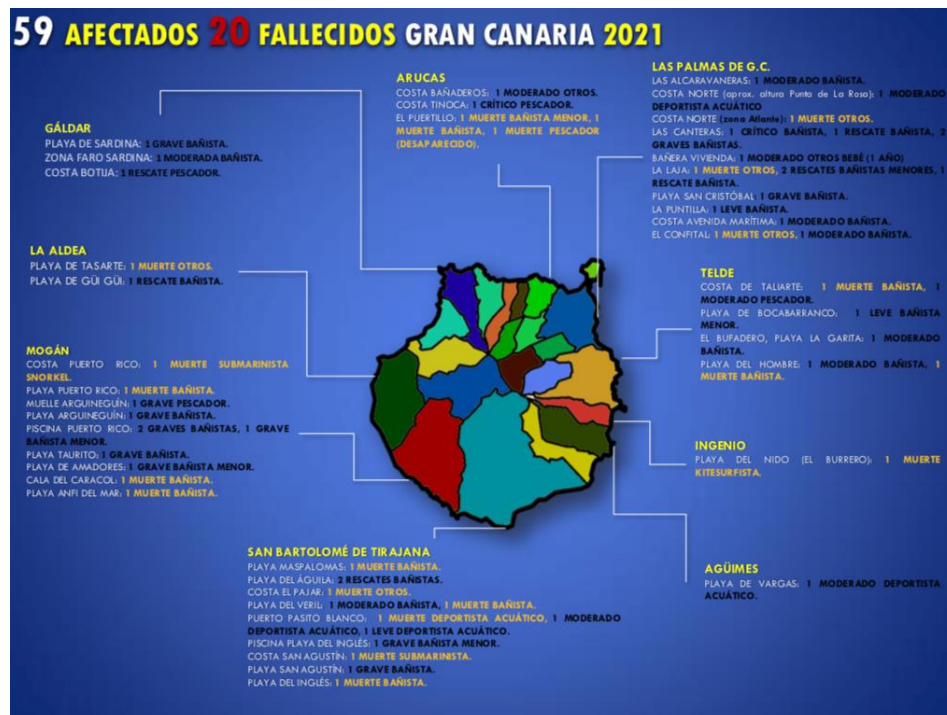 59 AFECTADOS 20 FALLECIDOS GRAN CANARIA 2021
GÁLDAR
PLAYA DE SARDINA: 1 GRAVE BAÑISTA.
ZONA FARO SARDINA: 1 MODERADA BAÑISTA.
COSTA BOTIJA: 1 RESCATE PESCADOR.
LA ALDEA
PLAYA DE TASARTE: 1 MUERTE OTROS.
PLAYA DE GÜI GÜI: 1 RESCATE BAÑISTA.
MOGÁN
COSTA PUERTO RICO: 1 MUERTE SUBMARINISTA
SNORKEL.
PLAYA PUERTO RICO: 1 MUERTE BAÑISTA.
MUELLE ARGUINEGUÍN: 1 GRAVE PESCADOR.
PLAYA ARGUINEGUÍN: 1 GRAVE BAÑISTA.
PISCINA PUERTO RICO: 2 GRAVES BAÑISTAS, 1 GRAVE
BAÑISTA MENOR.
PLAYA TAURITO: 1 GRAVE BAÑISTA.
PLAYA DE AMADORES: 1 GRAVE BAÑISTA MENOR.
CALA DEL CARACOL: 1 MUERTE BAÑISTA.
PLAYA ANFI DEL MAR: 1 MUERTE BAÑISTA.
ARUCAS
COSTA BAÑADEROS: 1 MODERADO OTROS.
COSTA TINOCA: 1 CRÍTICO PESCADOR.
EL PUERTILLO: 1 MUERTE BAÑISTA MENOR, 1
MUERTE BAÑISTA, 1 MUERTE PESCADOR
(DESAPARECIDO).
LAS PALMAS DE G.C.
LAS ALCARAVANERAS: 1 MODERADO BAÑISTA.
COSTA NORTE (aprox. altura Punta de La Rosa): 1 MODERADO
DEPORTISTA ACUÁTICO
COSTA NORTE (zona Atlante): 1 MUERTE OTROS.
LAS CANTERAS: 1 CRÍTICO BAÑISTA, 1 RESCATE BAÑISTA, 2
GRAVES BAÑISTAS.
BAÑERA VIVIENDA: 1 MODERADO OTROS BEBÉ (1 AÑO)
LA LAJA: 1 MUERTE OTROS, 2 RESCATES BAÑISTAS MENORES, 1
RESCATE BAÑISTA.
PLAYA SAN CRISTÓBAL 1 GRAVE BAÑISTA.
LA PUNTILLA: 1 LEVE BAÑISTA.
COSTA AVENIDA MARÍTIMA: 1 MODERADO BAÑISTA.
EL CONFITAL: 1 MUERTE OTROS, 1 MODERADO BAÑISTA.
TELDE
COSTA DE TALIARTE: 1 MUERTE BAÑISTA, 1
MODERADO PESCADOR.
PLAYA DE BOCABARRANCO: 1 LEVE BAÑISTA
MENOR.
EL BUFADERO, PLAYA LA GARITA: 1 MODERADO
BAÑISTA.
PLAYA DEL HOMBRE: 1 MODERADO BAÑISTA, 1
MUERTE BAÑISTA.
INGENIO
PLAYA DEL NIDO (EL BURRERO): 1 MUERTE
KITESURFISTA.
AGÜIMES
PLAYA DE VARGAS: 1 MODERADO DEPORTISTA
ACUÁTICO.
SAN BARTOLOMÉ DE TIRAJANA
PLAYA MASPALOMAS: 1 MUERTE BAÑISTA.
PLAYA DEL ÁGUILA: 2 RESCATES BAÑISTAS.
COSTA EL PAJAR: 1 MUERTE OTROS.
PLAYA DEL VERIL: 1 MODERADO BAÑISTA, 1 MUERTE BAÑISTA.
PUERTO PASITO BLANCO: 1 MUERTE DEPORTISTA ACUÁTICO, 1 MODERADO
DEPORTISTA ACUÁTICO, 1 LEVE DEPORTISTA ACUÁTICO.
PISCINA PLAYA DEL INGLÉS: 1 GRAVE BAÑISTA MENOR.
COSTA SAN AGUSTÍN: 1 MUERTE SUBMARINISTA.
PLAYA SAN AGUSTÍN: 1 GRAVE BAÑISTA.
PLAYA DEL INGLÉS: 1 MUERTE BAÑISTA.